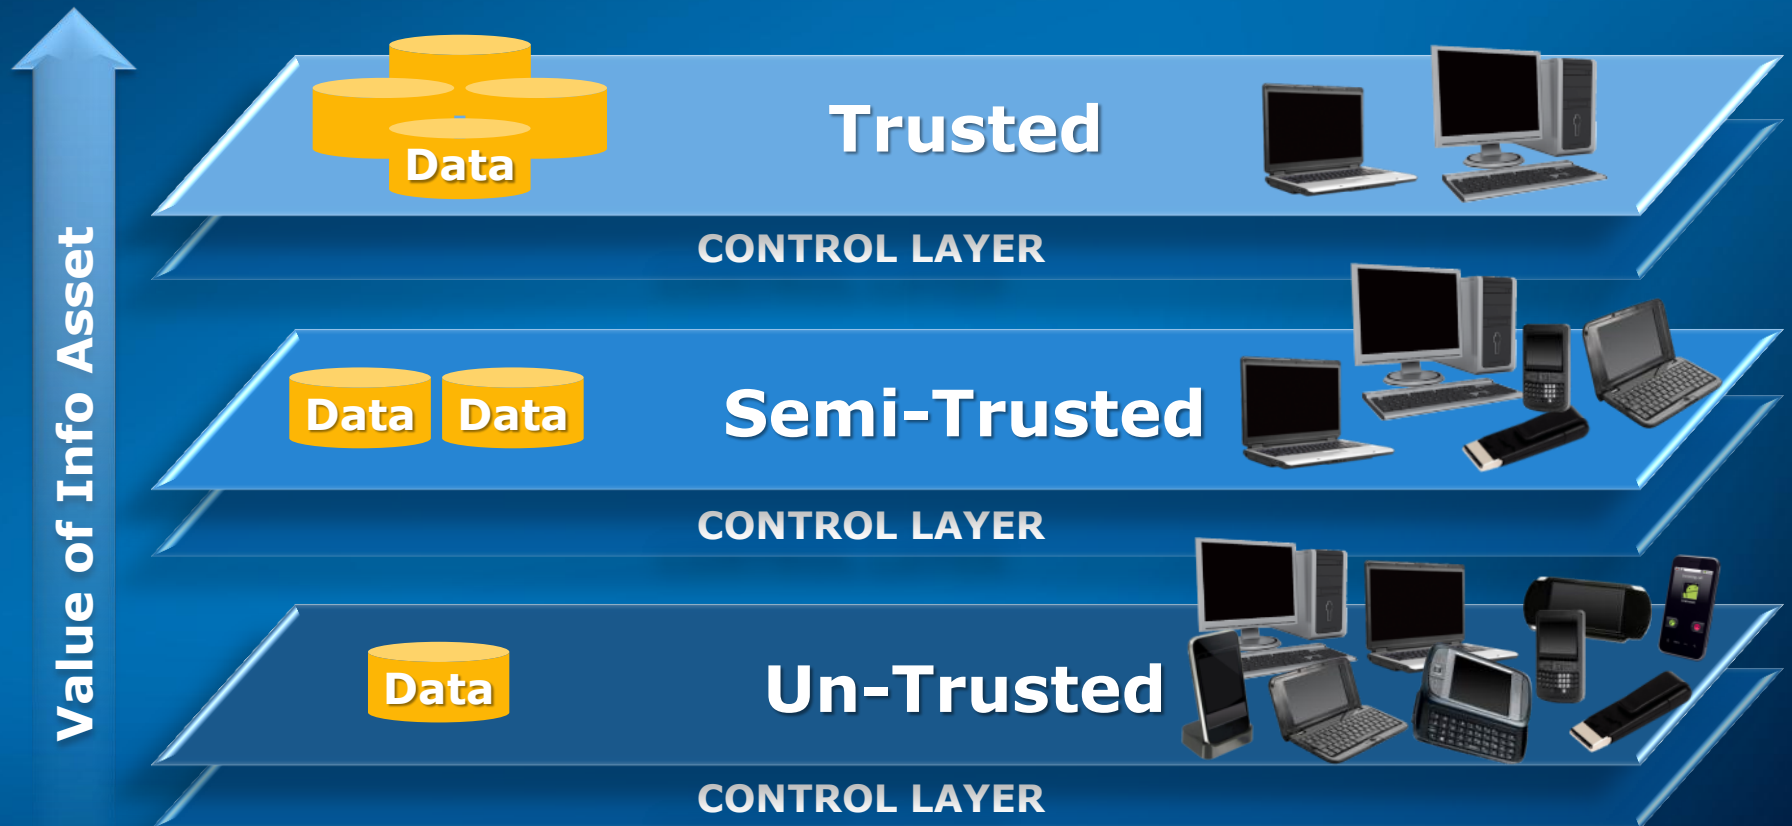 Value of Info Asset
Trusted
Data
CONTROL LAYER
Data Data
Semi-Trusted
CONTROL LAYER
Data
Un-Trusted
CONTROL LAYER